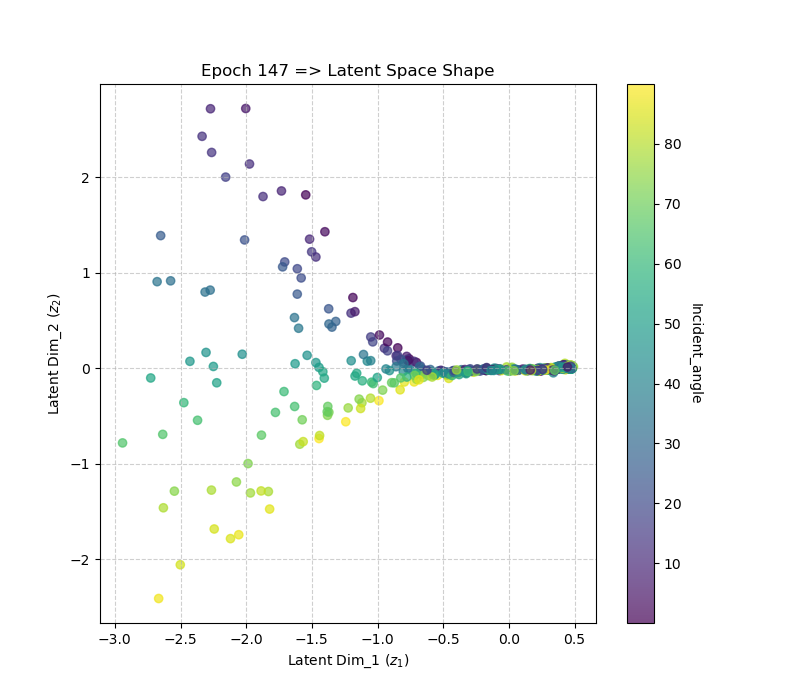 Epoch 147 => Latent Space Shape
2
1
0
−1
−2
Latent Dim_2 (z₂)
−3.0 −2.5 −2.0 −1.5 −1.0 −0.5 0.0 0.5
Latent Dim_1 (z₁)
80
70
60
50
40
30
20
10
Incident_angle